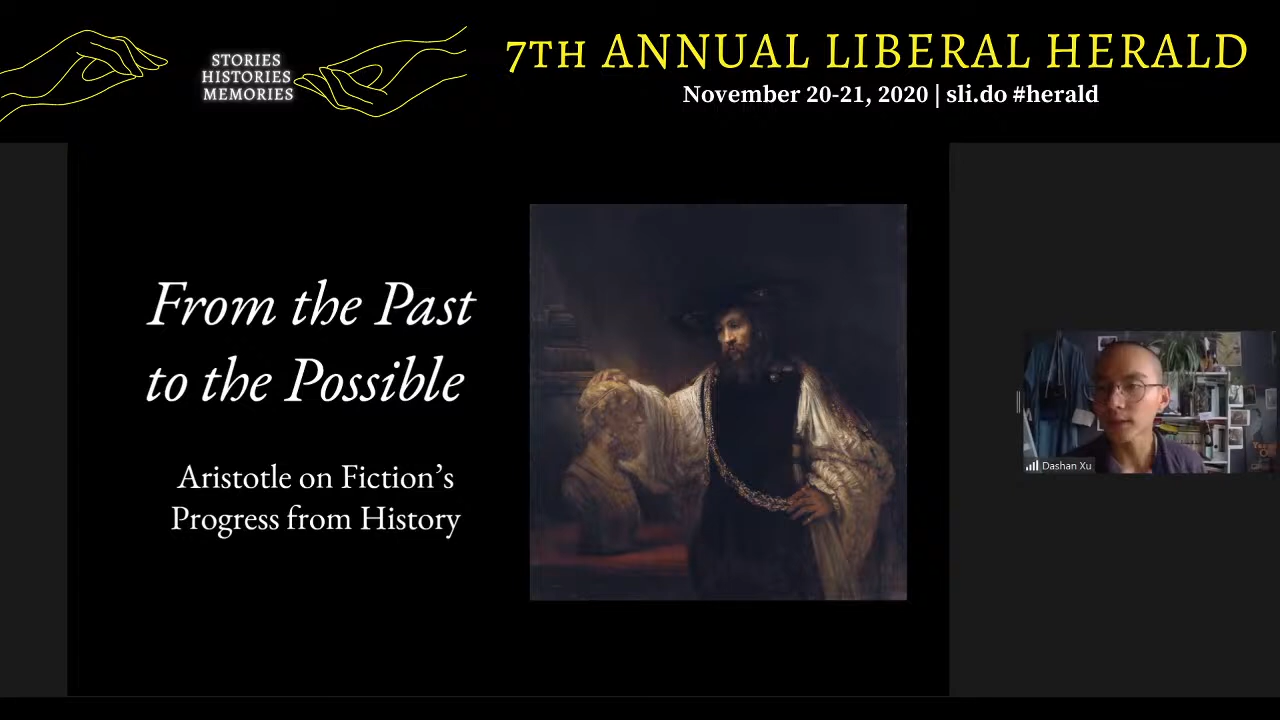 STORIES
HISTORIES
MEMORIES
7TH ANNUAL LIBERAL HERALD
November 20-21, 2020 | sli.do #herald
From the Past
to the Possible
Aristotle on Fiction’s
Progress from History
Dashan Xu